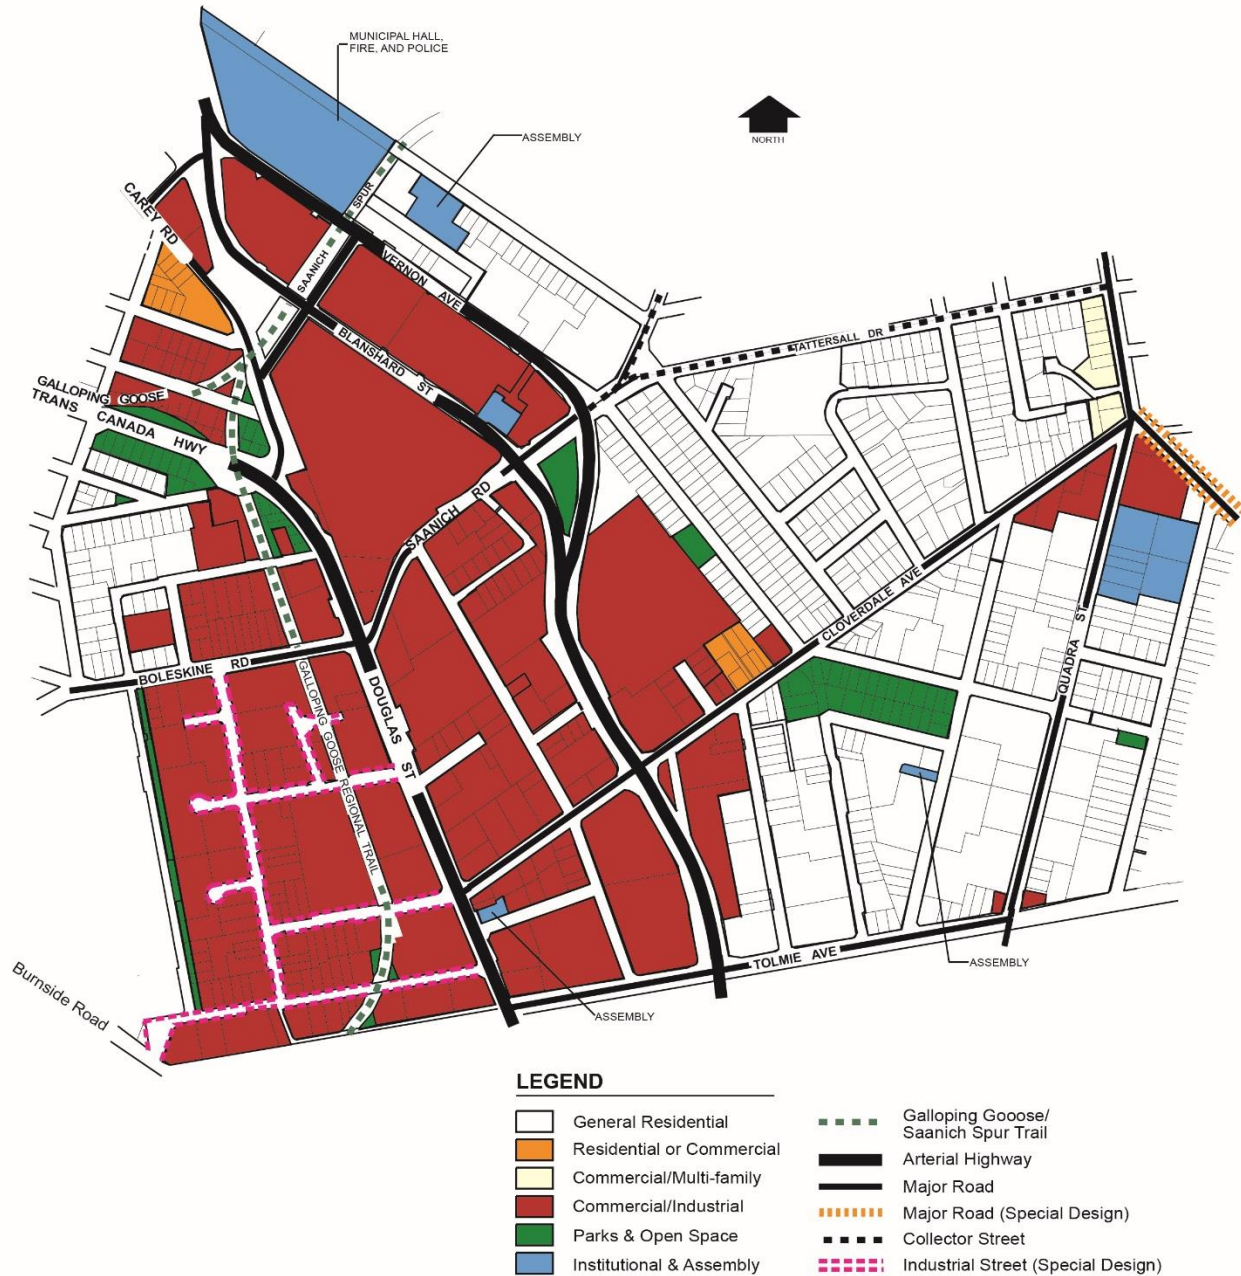 MUNICIPAL HALL,
FIRE, AND POLICE
ASSEMBLY
NORTH
CAREY RD
SPUR
SAANICH
VERNON AVE
BLANSHARD ST
TATTERSALL DR
GALLOPING GOOSE
TRANS CANADA HWY
SAANICH RD
CLOVERDALE AVE
QUADRA ST
BOLESKINE RD
GALLOPING GOOSE REGIONAL TRAIL
DOUGLAS ST
TOLMIE AVE
ASSEMBLY
ASSEMBLY
Burnside Road
LEGEND
General Residential
Residential or Commercial
Commercial/Multi-family
Commercial/Industrial
Parks & Open Space
Institutional & Assembly
Galloping Gooose/
Saanich Spur Trail
Arterial Highway
Major Road
Major Road (Special Design)
Collector Street
Industrial Street (Special Design)